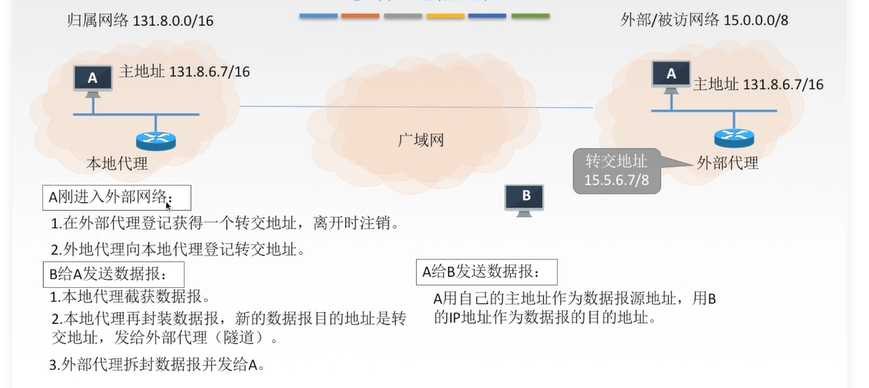 归属网络 131.8.0.0/16
外部/被访网络 15.0.0.0/8
A
主地址 131.8.6.7/16
A
主地址 131.8.6.7/16
广域网
本地代理
转交地址
15.5.6.7/8
外部代理
B
A刚进入外部网络：
1.在外部代理登记获得一个转交地址，离开时注销。
2.外地代理向本地代理登记转交地址。
B给A发送数据报：
1.本地代理截获数据报。
2.本地代理再封装数据报，新的数据报目的地址是转
交地址，发给外部代理（隧道）。
3.外部代理拆封数据报并发给A。
A给B发送数据报：
A用自己的主地址作为数据报源地址，用B
的IP地址作为数据报的目的地址。